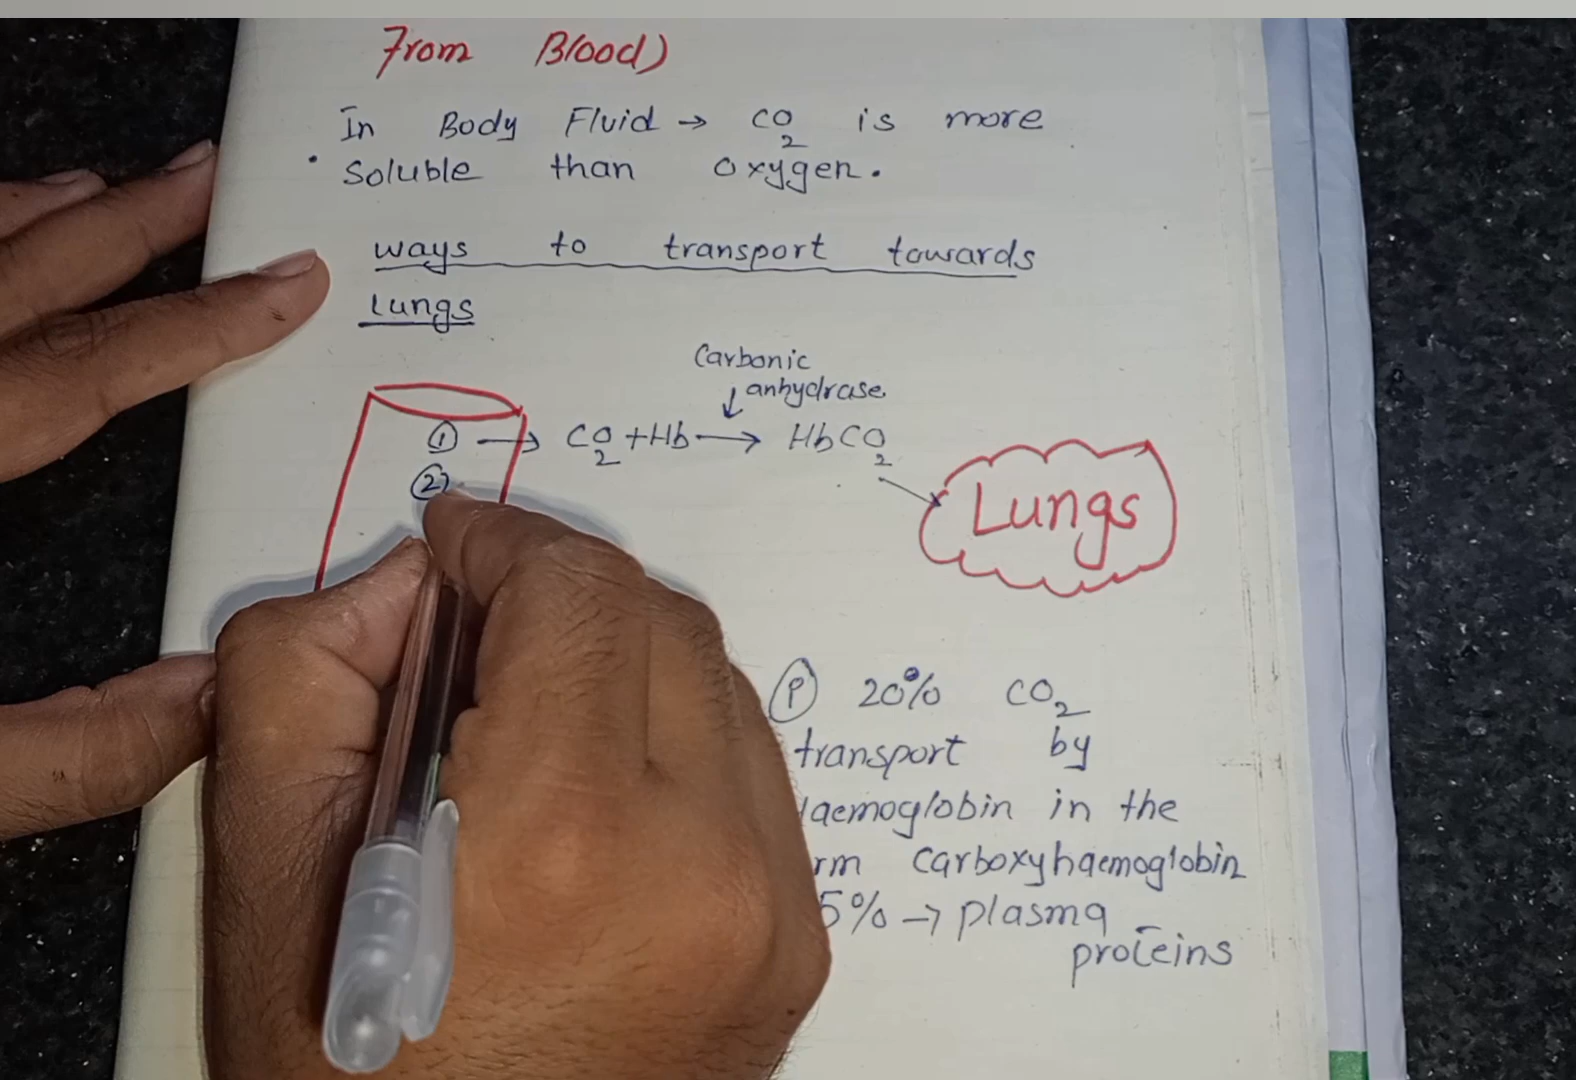 From Blood)
In Body Fluid → CO2 is more
• Soluble than oxygen.
ways to transport towards
Lungs
Carbonic
anhydrase
① → CO2+Hb → HbCO2
②
Lungs
Ⓟ 20% CO2
transport by
aemoglobin in the
rm carboxyhaemoglobin
5% → plasma
proteins